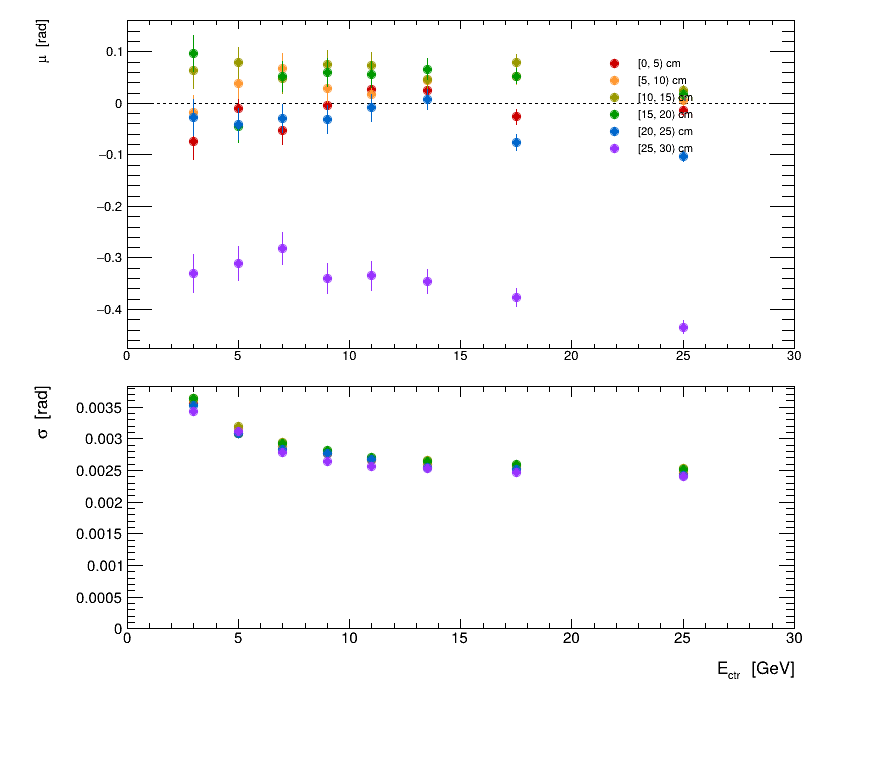 μ [rad]
0.1
0
−0.1
−0.2
−0.3
−0.4
[0, 5) cm
[5, 10) cm
[10, 15) cm
[15, 20) cm
[20, 25) cm
[25, 30) cm
0 5 10 15 20 25 30
σ [rad]
0.0035
0.003
0.0025
0.002
0.0015
0.001
0.0005
0
0 5 10 15 20 25 30
E_ctr [GeV]